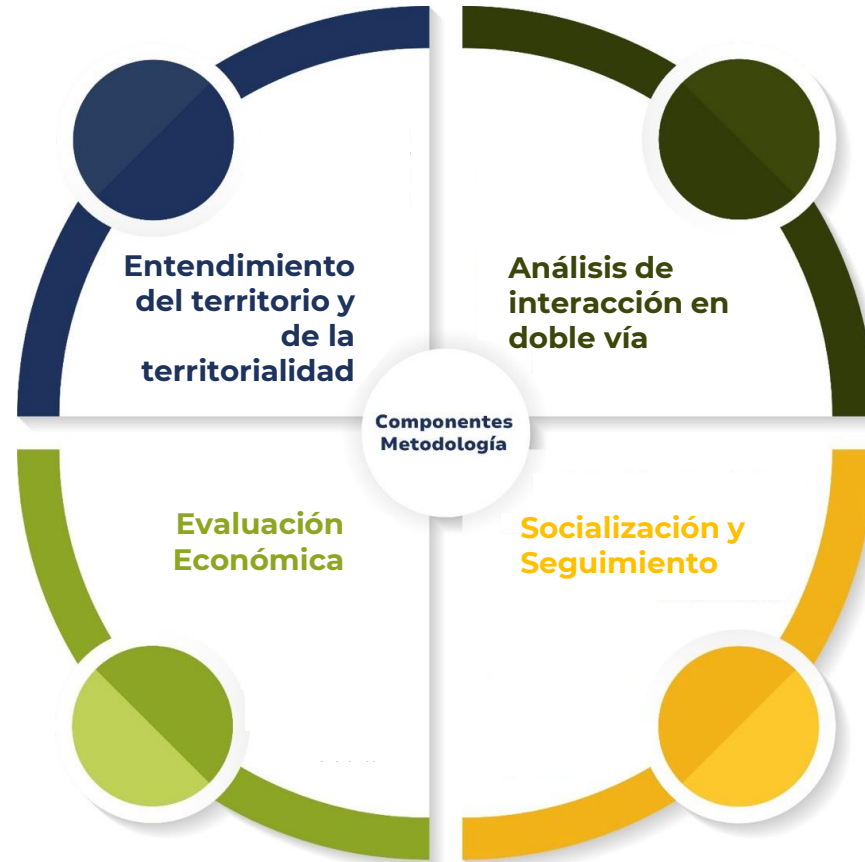 Entendimiento
del territorio y
de la
territorialidad
Análisis de
interacción en
doble vía
Componentes
Metodología
Evaluación
Económica
Socialización y
Seguimiento